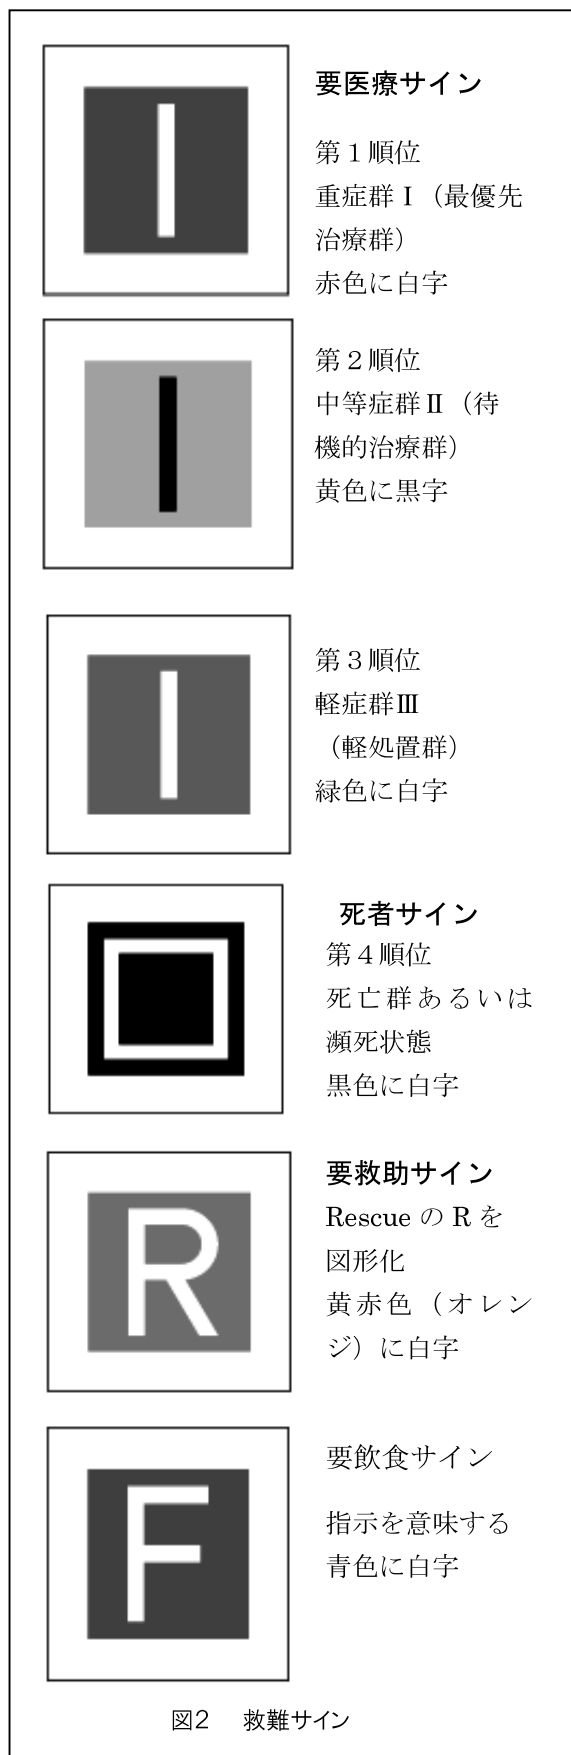 I
要医療サイン
第１順位
重症群Ⅰ（最優先
治療群）
赤色に白字
I
第２順位
中等症群Ⅱ（待
機的治療群）
黄色に黒字
I
第３順位
軽症群Ⅲ
（軽処置群）
緑色に白字
死者サイン
第４順位
死亡群あるいは
瀕死状態
黒色に白字
R
要救助サイン
Rescue の R を
図形化
黄赤色（オレン
ジ）に白字
F
要飲食サイン
指示を意味する
青色に白字
図2　救難サイン